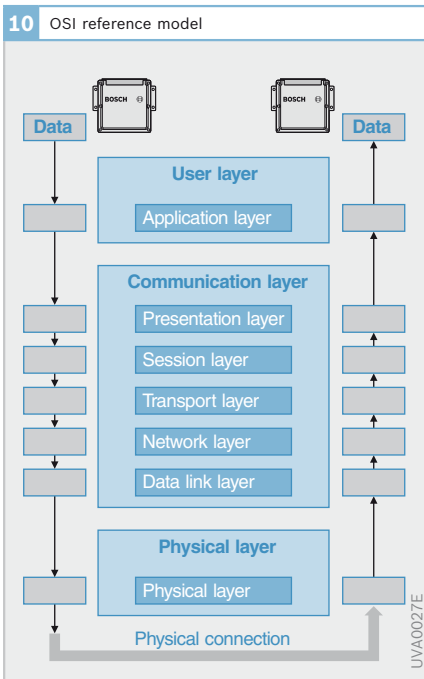 10 OSI reference model
BOSCH BOSCH
Data Data
User layer
Application layer
Communication layer
Presentation layer
Session layer
Transport layer
Network layer
Data link layer
Physical layer
Physical layer
Physical connection
UVA0027E